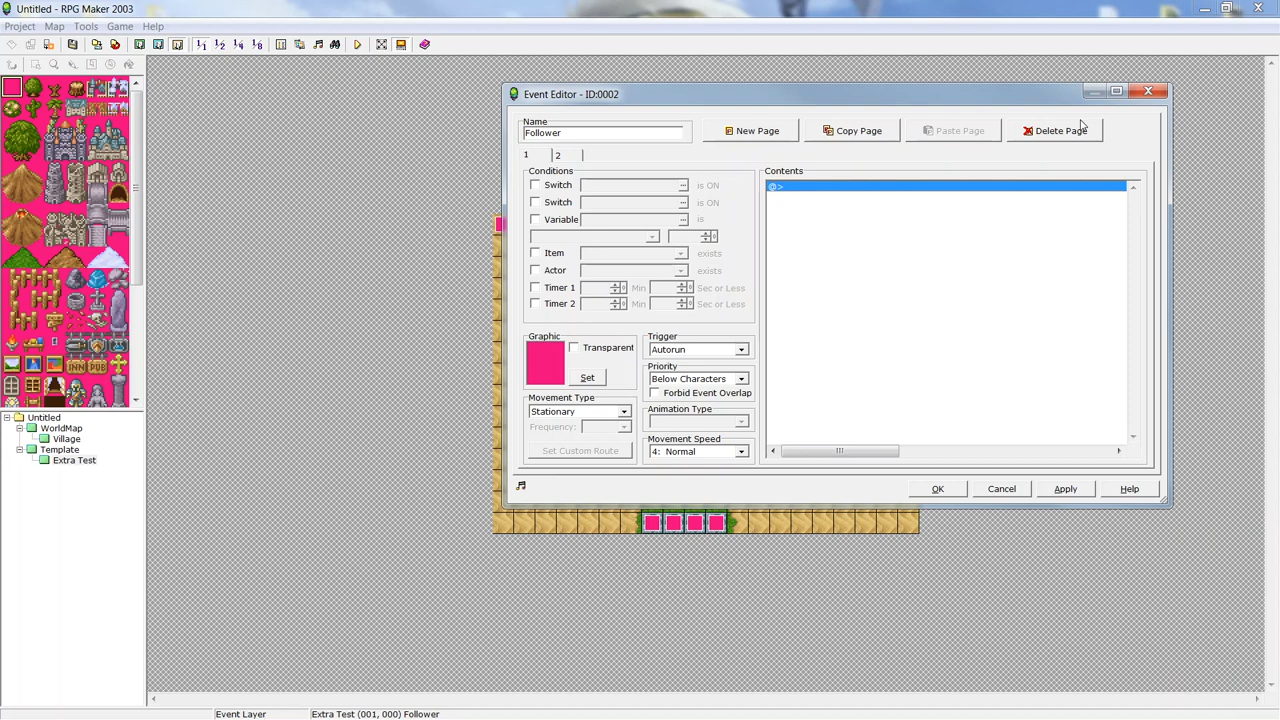 Untitled - RPG Maker 2003
Project Map Tools Game Help
Event Editor - ID:0002
Name
Follower
New Page
Copy Page
Paste Page
Delete Page
1 2
Conditions
Switch ... is ON
Switch ... is ON
Variable ... is
Item exists
Actor exists
Timer 1 Min Sec or Less
Timer 2 Min Sec or Less
Graphic
Transparent
Set
Movement Type
Stationary
Frequency:
Set Custom Route
Trigger
Autorun
Priority
Below Characters
Forbid Event Overlap
Animation Type
Movement Speed
4: Normal
Contents
@>
OK Cancel Apply Help
INN PUB
Untitled
WorldMap
Village
Template
Extra Test
Event Layer
Extra Test (001, 000) Follower